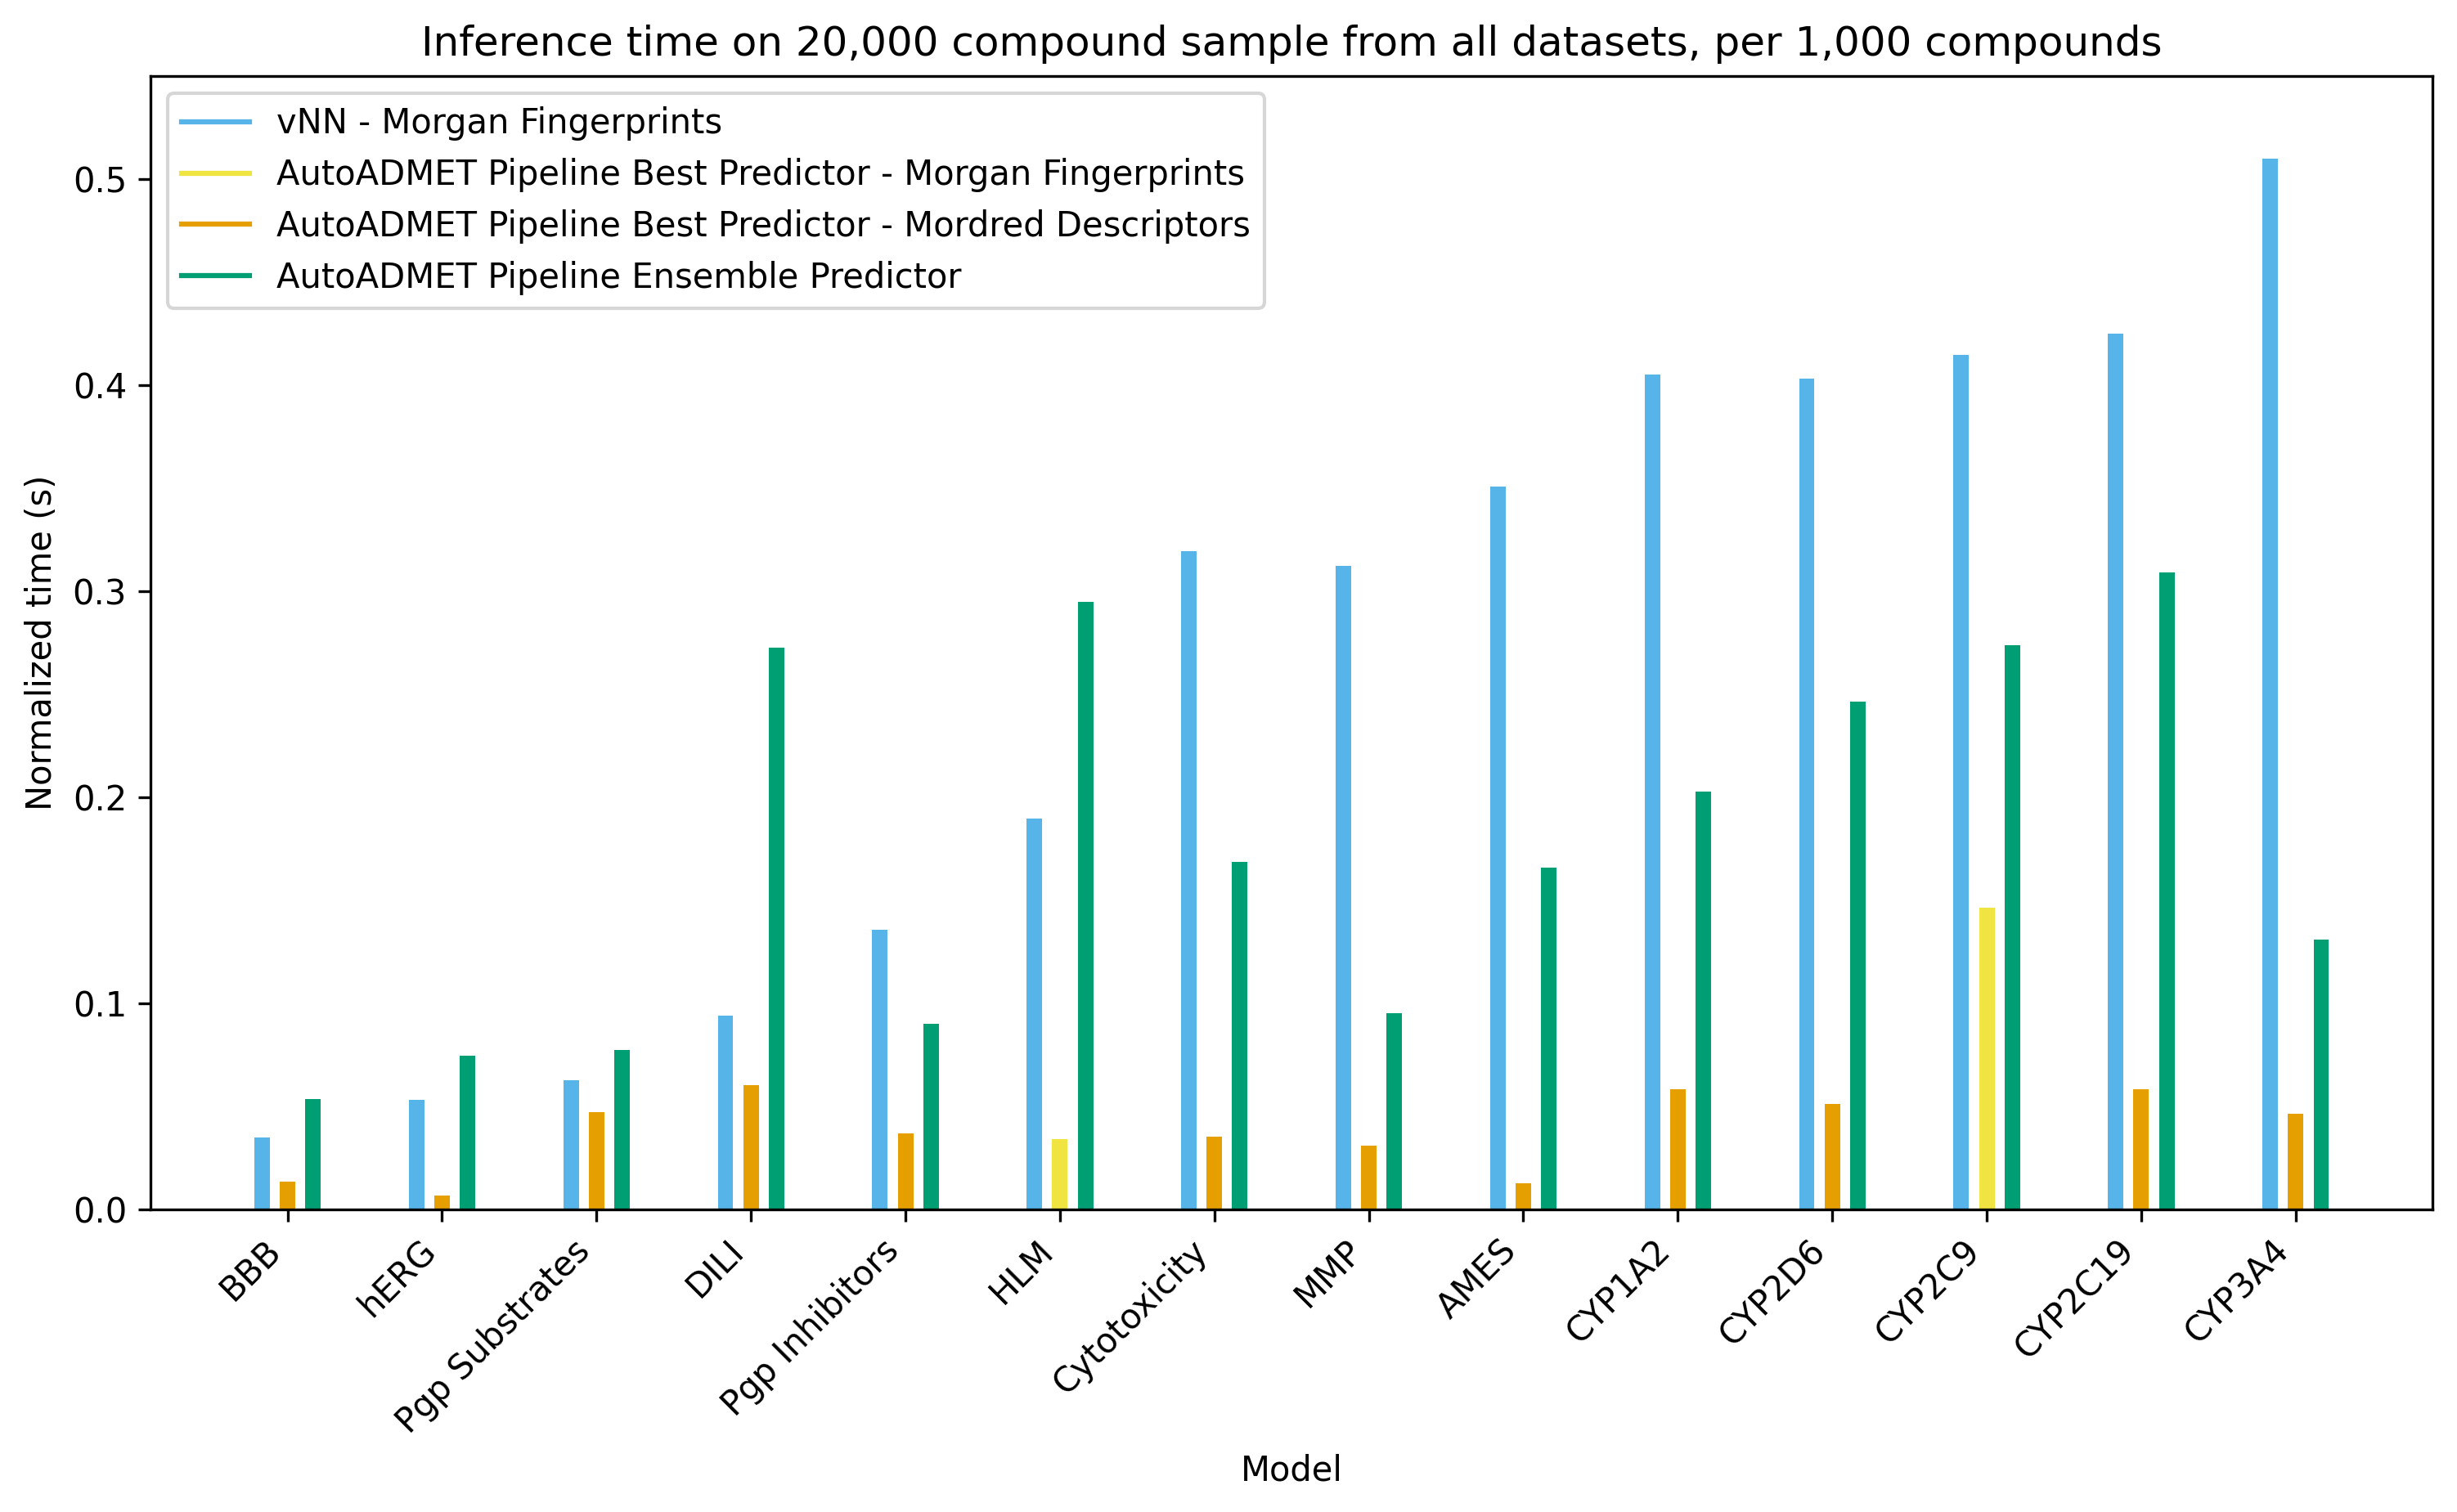 Inference time on 20,000 compound sample from all datasets, per 1,000 compounds
vNN - Morgan Fingerprints
AutoADMET Pipeline Best Predictor - Morgan Fingerprints
AutoADMET Pipeline Best Predictor - Mordred Descriptors
AutoADMET Pipeline Ensemble Predictor
Normalized time (s)
0.5
0.4
0.3
0.2
0.1
0.0
BBB
hERG
Pgp Substrates
DILI
Pgp Inhibitors
HLM
Cytotoxicity
MMP
AMES
CYP1A2
CYP2D6
CYP2C9
CYP2C19
CYP3A4
Model